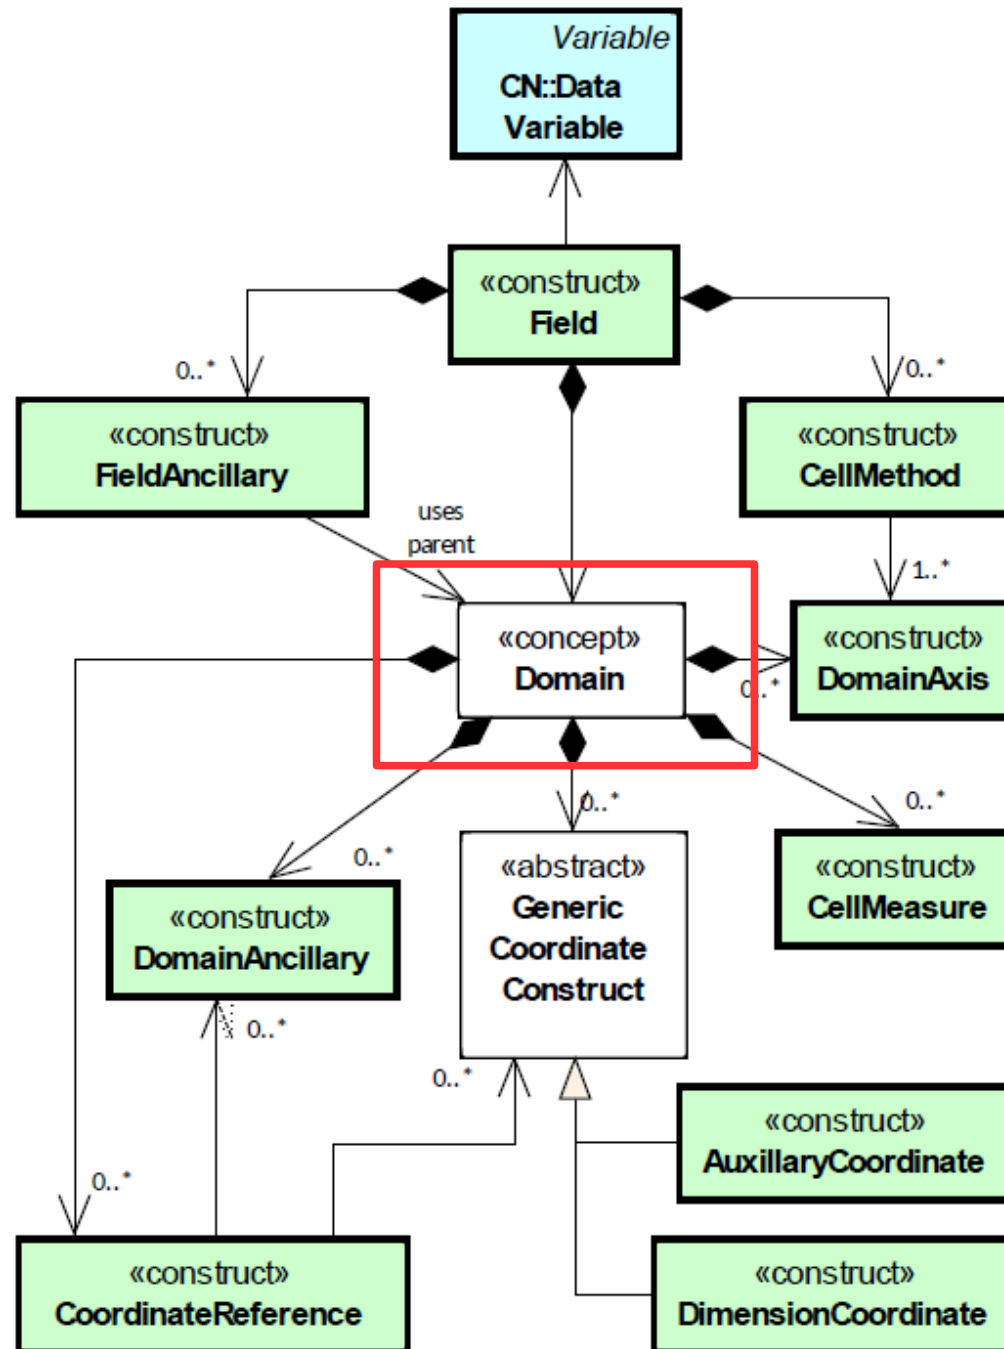 Variable
CN::Data
Variable
«construct»
Field
0..*
0..*
«construct»
FieldAncillary
«construct»
CellMethod
uses
parent
1..*
«concept»
Domain
0..*
«construct»
DomainAxis
0..*
0..*
0..*
«construct»
DomainAncillary
«abstract»
Generic
Coordinate
Construct
«construct»
CellMeasure
0..*
0..*
«construct»
AuxillaryCoordinate
0..*
«construct»
CoordinateReference
«construct»
DimensionCoordinate